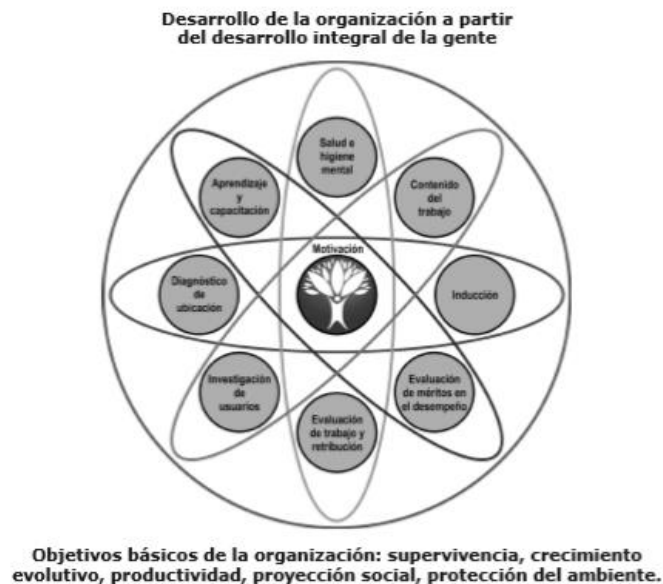 Desarrollo de la organización a partir
del desarrollo integral de la gente
Salud e
higiene
mental
Aprendizaje
y
capacitación
Contenido
del
trabajo
Motivación
Diagnóstico
de
ubicación
Inducción
Investigación
de
usuarios
Evaluación
de méritos en
el desempeño
Evaluación
de trabajo y
retribución
Objetivos básicos de la organización: supervivencia, crecimiento
evolutivo, productividad, proyección social, protección del ambiente.